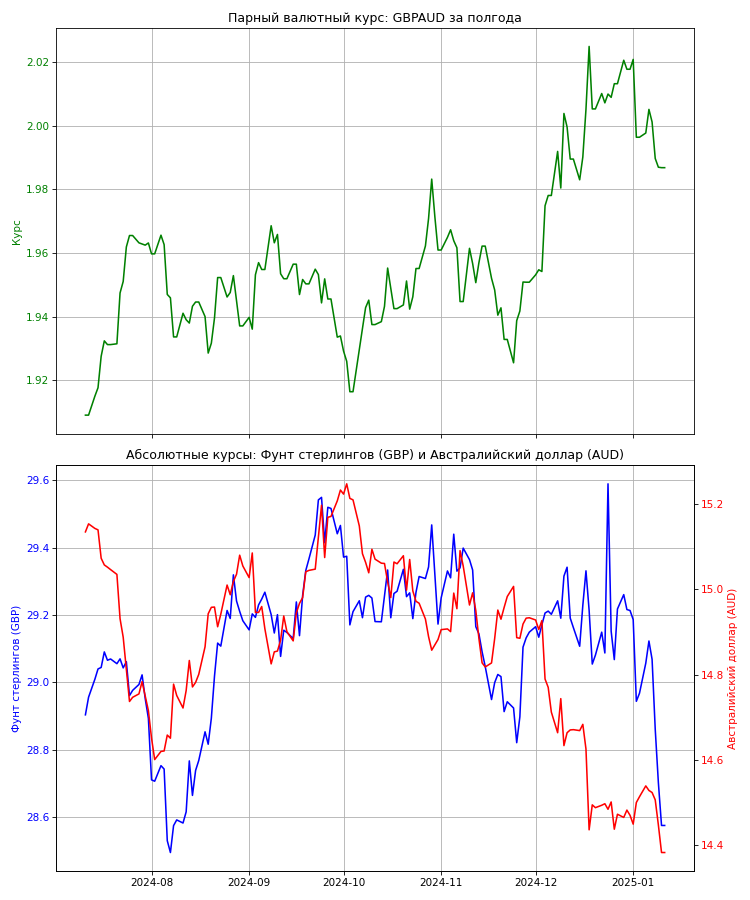 Парный валютный курс: GBPAUD за полгода
2.02
2.00
1.98
1.96
1.94
1.92
Курс
Абсолютные курсы: Фунт стерлингов (GBP) и Австралийский доллар (AUD)
29.6
29.4
29.2
29.0
28.8
28.6
Фунт стерлингов (GBP)
15.2
15.0
14.8
14.6
14.4
Австралийский доллар (AUD)
2024-08 2024-09 2024-10 2024-11 2024-12 2025-01